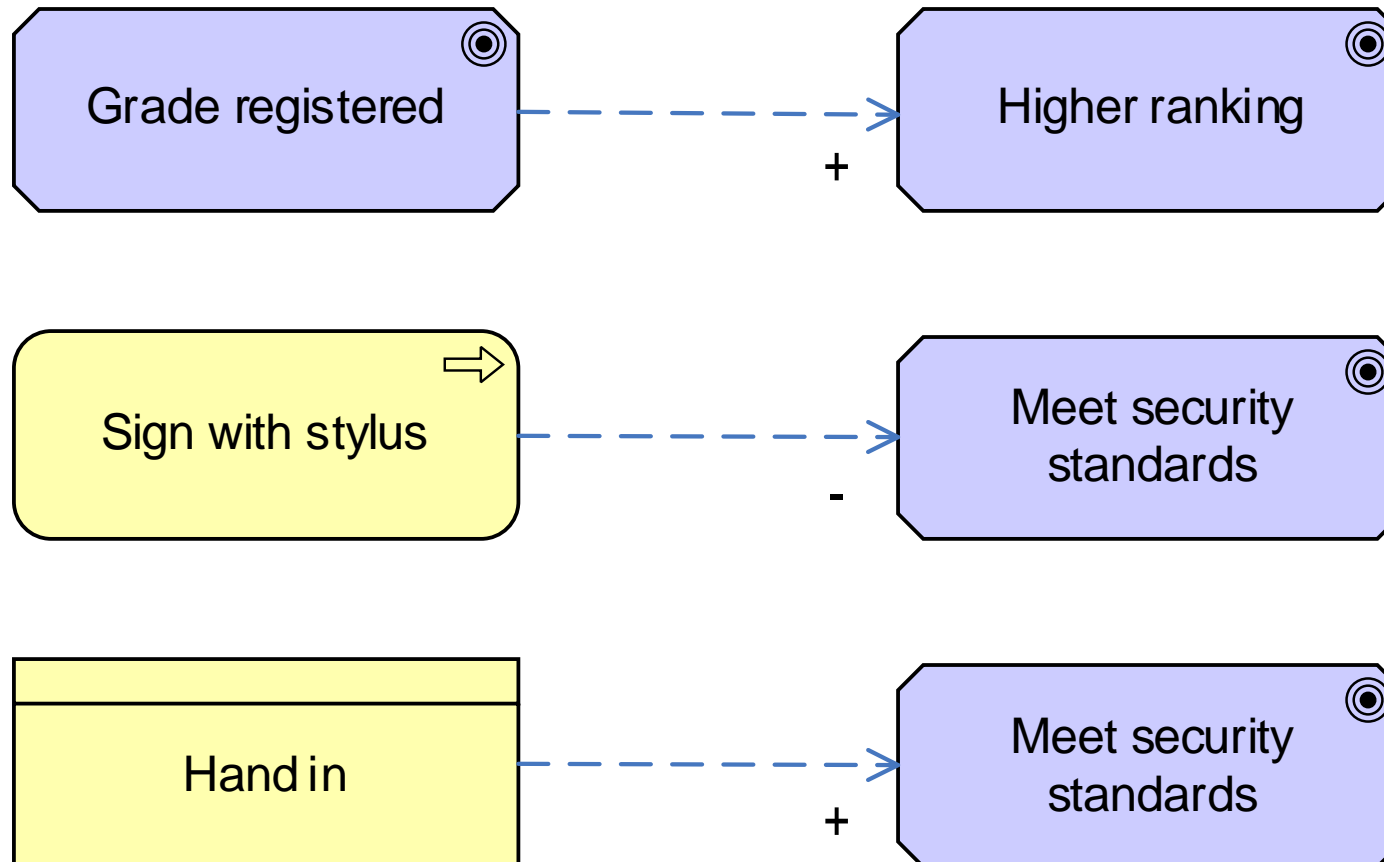 Grade registered
Higher ranking
+
Sign with stylus
Meet security
standards
-
Hand in
Meet security
standards
+